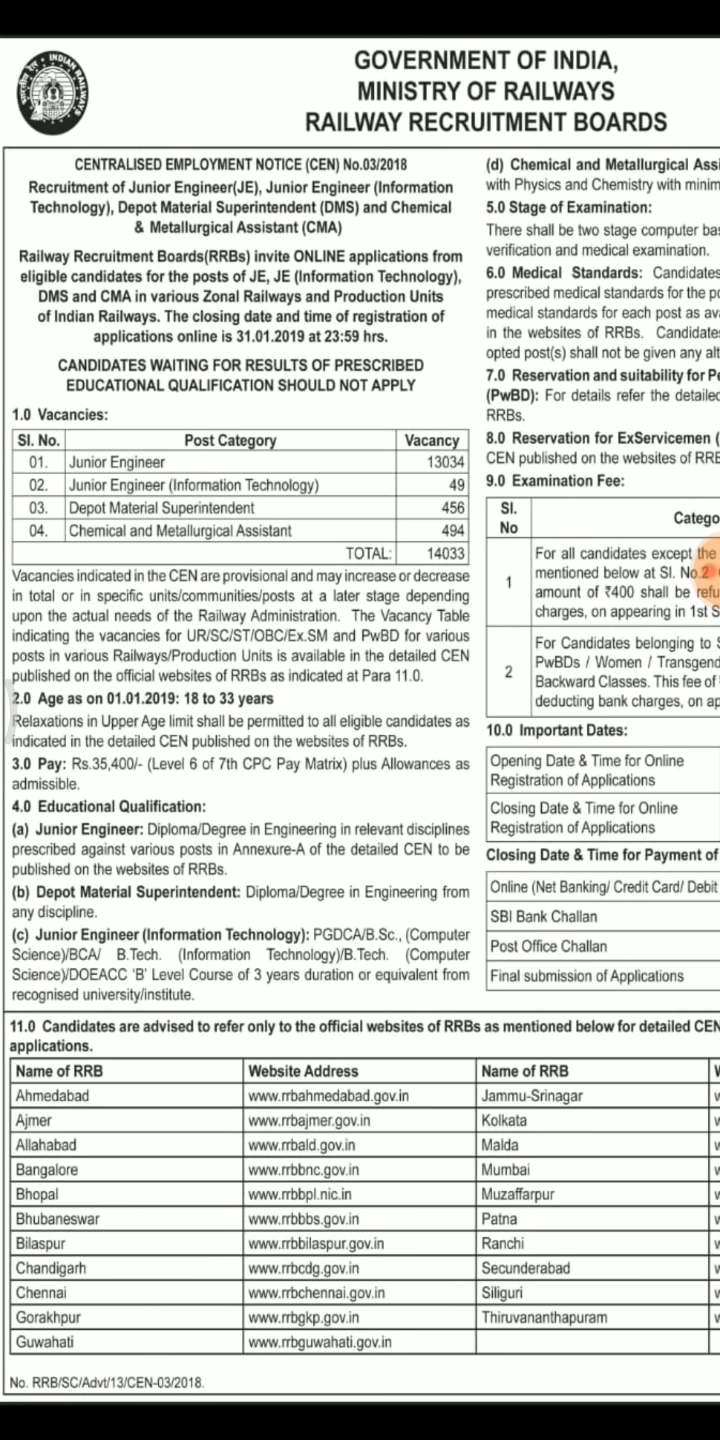 GOVERNMENT OF INDIA,
MINISTRY OF RAILWAYS
RAILWAY RECRUITMENT BOARDS
INDIAN RAILWAYS
CENTRALISED EMPLOYMENT NOTICE (CEN) No.03/2018
Recruitment of Junior Engineer(JE), Junior Engineer (Information
Technology), Depot Material Superintendent (DMS) and Chemical
& Metallurgical Assistant (CMA)
Railway Recruitment Boards(RRBs) invite ONLINE applications from
eligible candidates for the posts of JE, JE (Information Technology),
DMS and CMA in various Zonal Railways and Production Units
of Indian Railways. The closing date and time of registration of
applications online is 31.01.2019 at 23:59 hrs.
CANDIDATES WAITING FOR RESULTS OF PRESCRIBED
EDUCATIONAL QUALIFICATION SHOULD NOT APPLY
1.0 Vacancies:
Sl. No. Post Category Vacancy
01. Junior Engineer 13034
02. Junior Engineer (Information Technology) 49
03. Depot Material Superintendent 456
04. Chemical and Metallurgical Assistant 494
TOTAL: 14033
Vacancies indicated in the CEN are provisional and may increase or decrease
in total or in specific units/communities/posts at a later stage depending
upon the actual needs of the Railway Administration. The Vacancy Table
indicating the vacancies for UR/SC/ST/OBC/Ex.SM and PwBD for various
posts in various Railways/Production Units is available in the detailed CEN
published on the official websites of RRBs as indicated at Para 11.0.
2.0 Age as on 01.01.2019: 18 to 33 years
Relaxations in Upper Age limit shall be permitted to all eligible candidates as
indicated in the detailed CEN published on the websites of RRBs.
3.0 Pay: Rs.35,400/- (Level 6 of 7th CPC Pay Matrix) plus Allowances as
admissible.
4.0 Educational Qualification:
(a) Junior Engineer: Diploma/Degree in Engineering in relevant disciplines
prescribed against various posts in Annexure-A of the detailed CEN to be
published on the websites of RRBs.
(b) Depot Material Superintendent: Diploma/Degree in Engineering from
any discipline.
(c) Junior Engineer (Information Technology): PGDCA/B.Sc., (Computer
Science)/BCA/ B.Tech. (Information Technology)/B.Tech. (Computer
Science)/DOEACC 'B' Level Course of 3 years duration or equivalent from
recognised university/institute.
(d) Chemical and Metallurgical Assi
with Physics and Chemistry with minim
5.0 Stage of Examination:
There shall be two stage computer bas
verification and medical examination.
6.0 Medical Standards: Candidates
prescribed medical standards for the po
medical standards for each post as ava
in the websites of RRBs. Candidate
opted post(s) shall not be given any alt
7.0 Reservation and suitability for Pe
(PwBD): For details refer the detailed
RRBs.
8.0 Reservation for ExServicemen (
CEN published on the websites of RRB
9.0 Examination Fee:
Sl. No Catego
1 For all candidates except the
mentioned below at Sl. No.2
amount of ₹400 shall be refu
charges, on appearing in 1st S
2 For Candidates belonging to S
PwBDs / Women / Transgend
Backward Classes. This fee of
deducting bank charges, on ap
10.0 Important Dates:
Opening Date & Time for Online
Registration of Applications
Closing Date & Time for Online
Registration of Applications
Closing Date & Time for Payment of
Online (Net Banking/ Credit Card/ Debit
SBI Bank Challan
Post Office Challan
Final submission of Applications
11.0 Candidates are advised to refer only to the official websites of RRBs as mentioned below for detailed CEN
applications.
Name of RRB Website Address Name of RRB W
Ahmedabad www.rrbahmedabad.gov.in Jammu-Srinagar
Ajmer www.rrbajmer.gov.in Kolkata
Allahabad www.rrbald.gov.in Malda
Bangalore www.rrbbnc.gov.in Mumbai
Bhopal www.rrbbpl.nic.in Muzaffarpur
Bhubaneswar www.rrbbbs.gov.in Patna
Bilaspur www.rrbbilaspur.gov.in Ranchi
Chandigarh www.rrbcdg.gov.in Secunderabad
Chennai www.rrbchennai.gov.in Siliguri
Gorakhpur www.rrbgkp.gov.in Thiruvananthapuram
Guwahati www.rrbguwahati.gov.in
No. RRB/SC/Advt/13/CEN-03/2018.